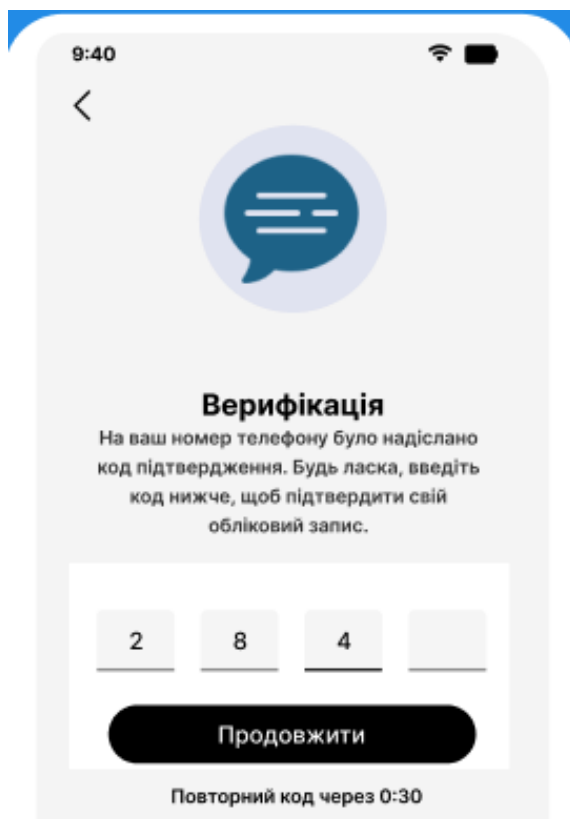 9:40
Верифікація
На ваш номер телефону було надіслано
код підтвердження. Будь ласка, введіть
код нижче, щоб підтвердити свій
обліковий запис.
2 8 4
Продовжити
Повторний код через 0:30